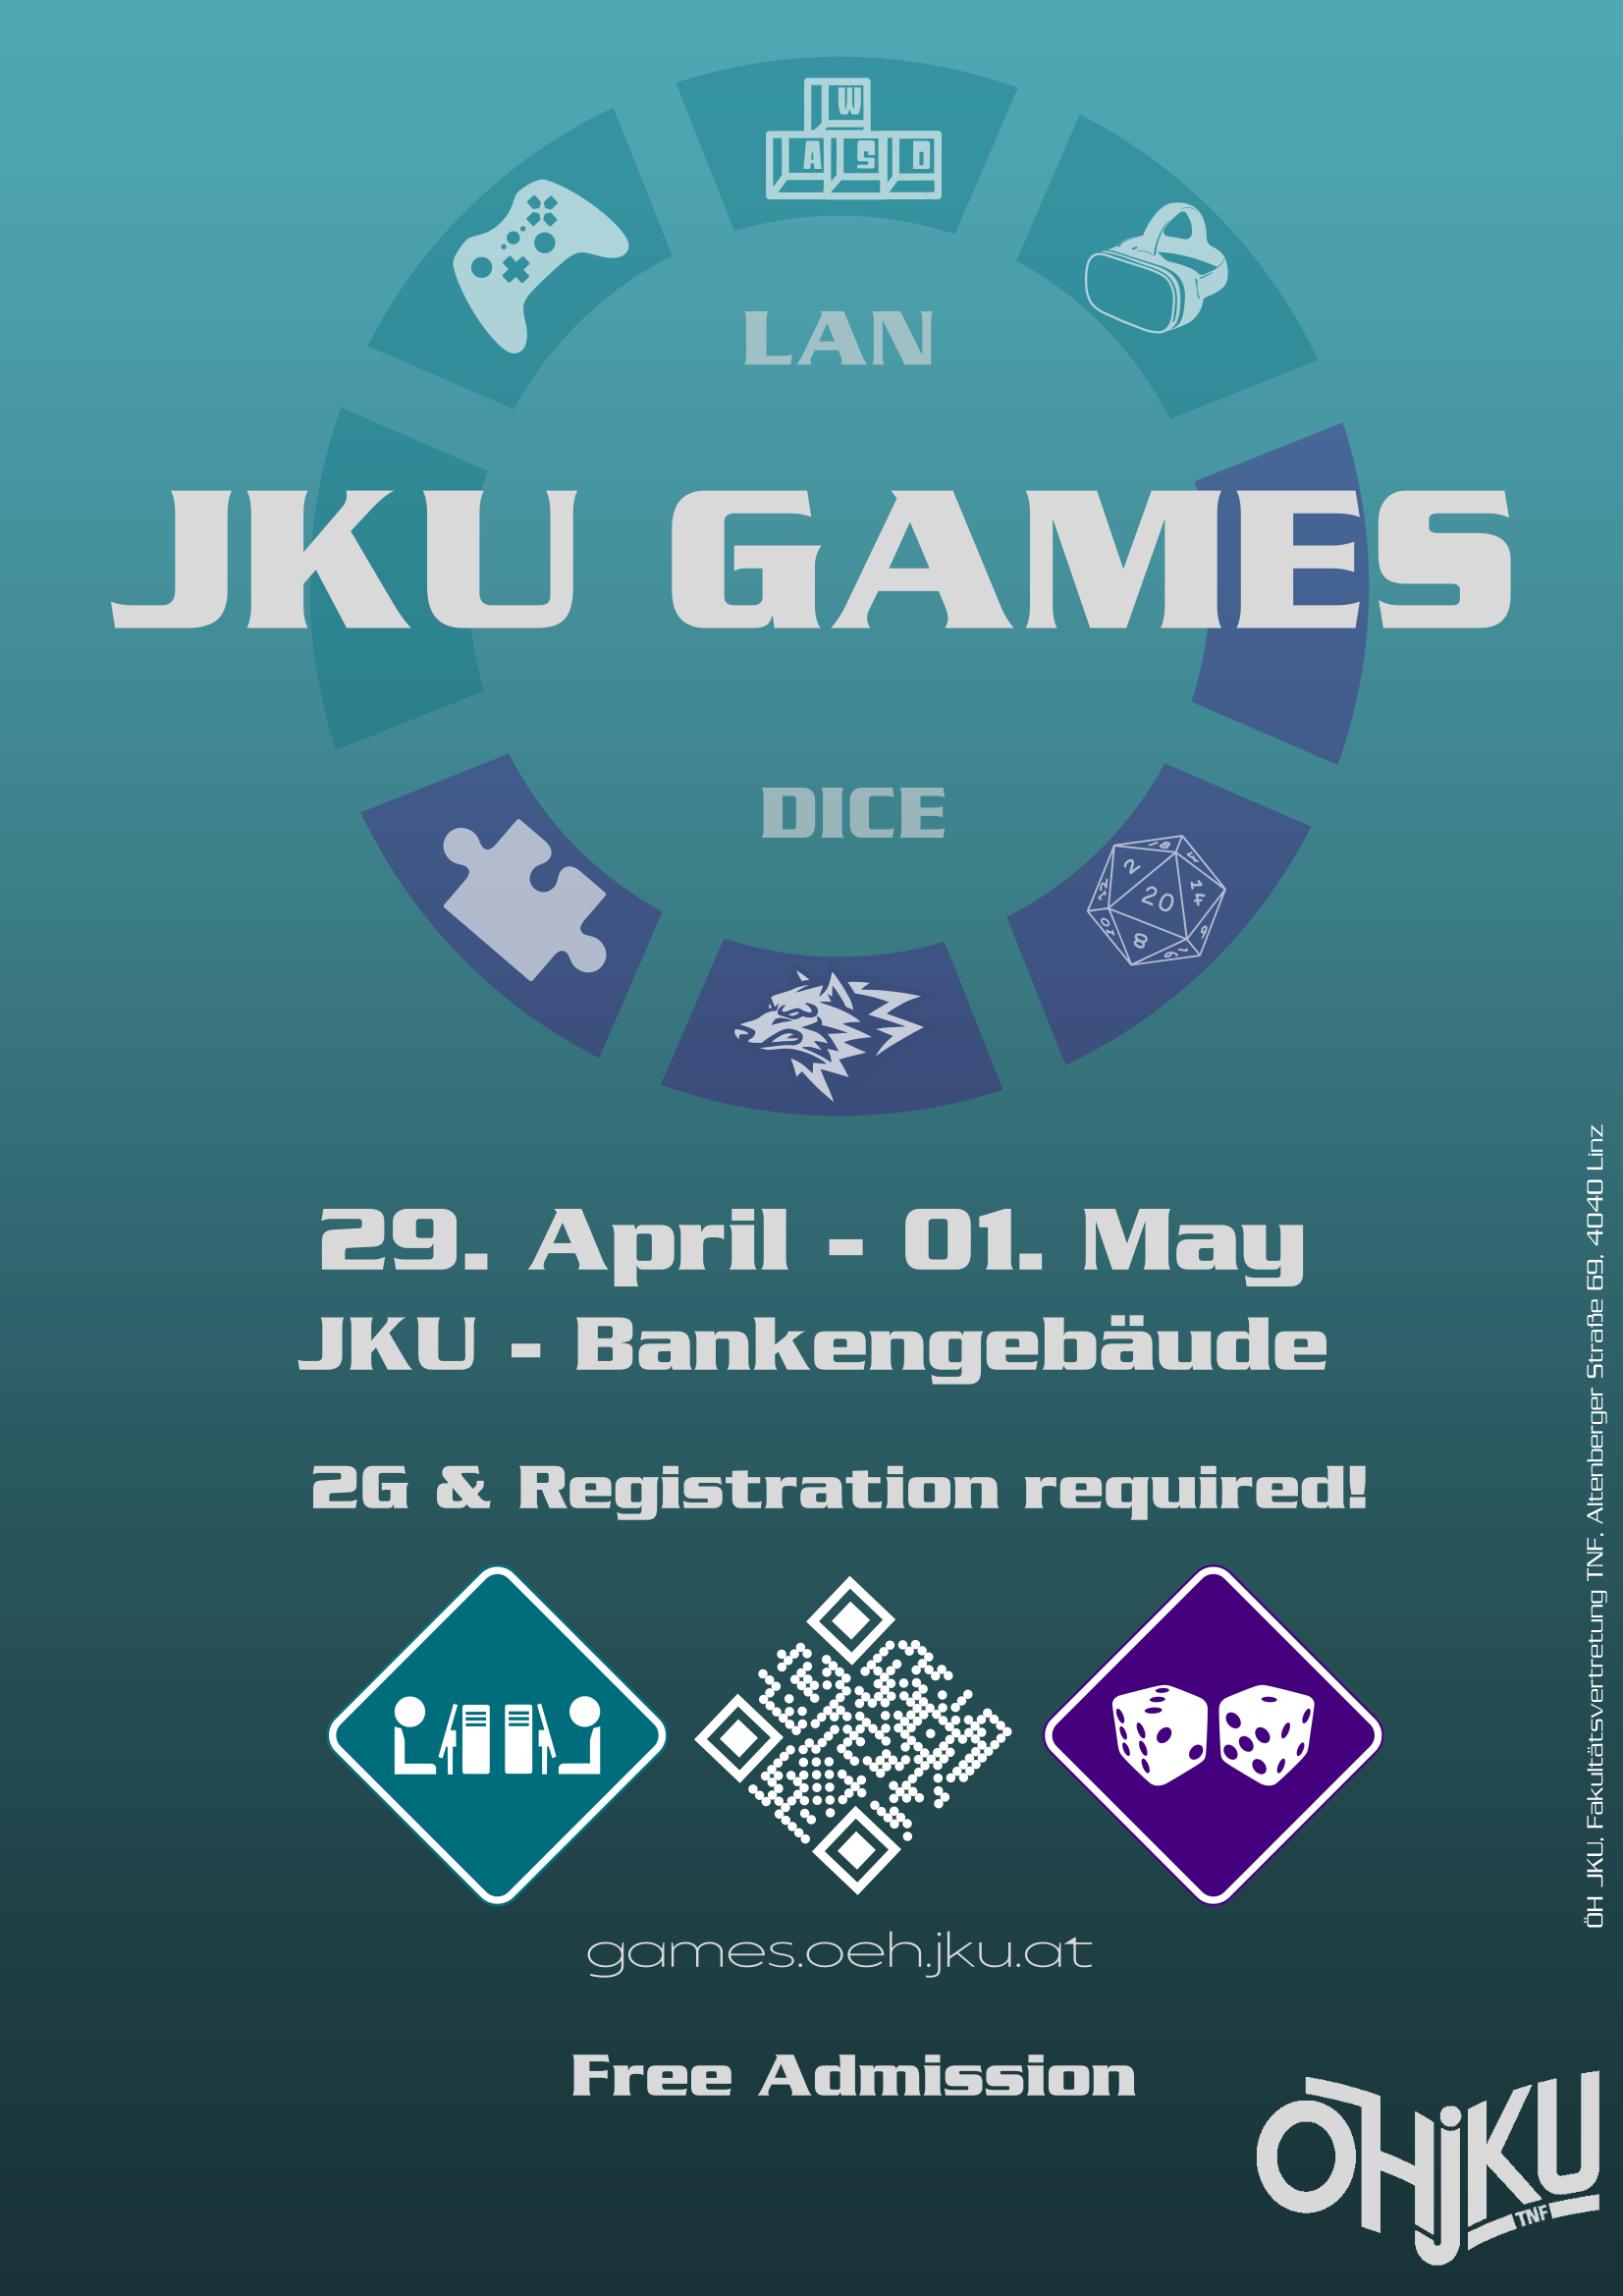 W
A S D
LAN
JKU GAMES
DICE
20
2
8
14
29. April - 01. May
JKU - Bankengebäude
2G & Registration required!
games.oeh.jku.at
Free Admission
ÖH JKU, Fakultätsvertretung TNF, Altenberger Straße 69, 4040 Linz
ÖH JKU
TNF